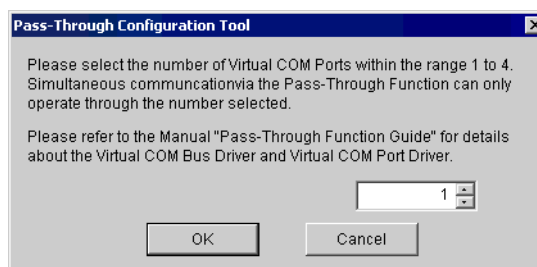 Pass-Through Configuration Tool
Please select the number of Virtual COM Ports within the range 1 to 4.
Simultaneous communcationvia the Pass-Through Function can only
operate through the number selected.
Please refer to the Manual "Pass-Through Function Guide" for details
about the Virtual COM Bus Driver and Virtual COM Port Driver.
1
OK Cancel